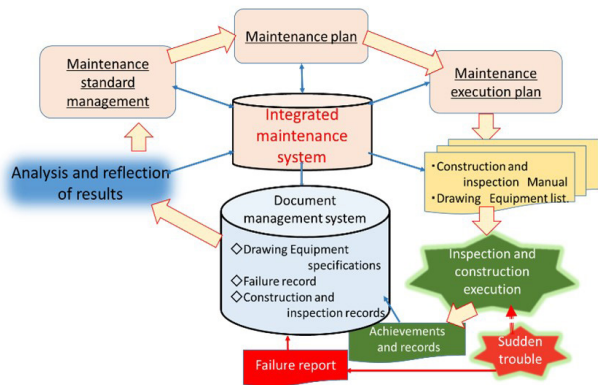 Maintenance plan
Maintenance
standard
management
Maintenance
execution plan
Integrated
maintenance
system
・Construction and
inspection Manual
・Drawing Equipment list.
Analysis and reflection
of results
Document
management system
◇Drawing Equipment
specifications
◇Failure record
◇Construction and
inspection records
Inspection and
construction
execution
Achievements
and records
Sudden
trouble
Failure report